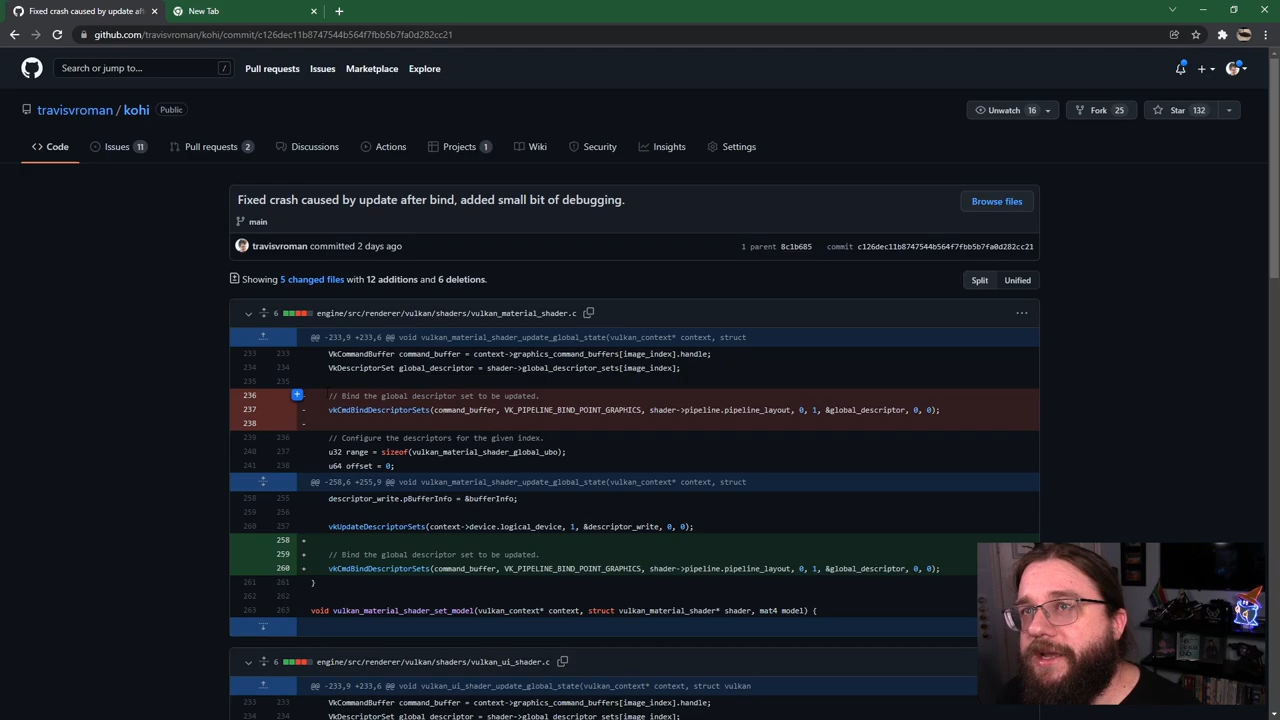 Fixed crash caused by update aft
New Tab
github.com/travisvroman/kohi/commit/c126dec11b8747544b564f7fbb5b7fa0d282cc21
Search or jump to...
/
Pull requests
Issues
Marketplace
Explore
travisvroman / kohi
Public
Unwatch 16
Fork 25
Star 132
Code
Issues 11
Pull requests 2
Discussions
Actions
Projects 1
Wiki
Security
Insights
Settings
Fixed crash caused by update after bind, added small bit of debugging.
Browse files
main
travisvroman committed 2 days ago
1 parent 8c1b685 commit c126dec11b8747544b564f7fbb5b7fa0d282cc21
Showing 5 changed files with 12 additions and 6 deletions.
Split
Unified
6 engine/src/renderer/vulkan/shaders/vulkan_material_shader.c
@@ -233,9 +233,6 @@ void vulkan_material_shader_update_global_state(vulkan_context* context, struct
233 233 VkCommandBuffer command_buffer = context->graphics_command_buffers[image_index].handle;
234 234 VkDescriptorSet global_descriptor = shader->global_descriptor_sets[image_index];
235 235
236 - // Bind the global descriptor set to be updated.
237 - vkCmdBindDescriptorSets(command_buffer, VK_PIPELINE_BIND_POINT_GRAPHICS, shader->pipeline.pipeline_layout, 0, 1, &global_descriptor, 0, 0);
238 -
239 236 // Configure the descriptors for the given index.
240 237 u32 range = sizeof(vulkan_material_shader_global_ubo);
241 238 u64 offset = 0;
@@ -258,6 +255,9 @@ void vulkan_material_shader_update_global_state(vulkan_context* context, struct
258 255 descriptor_write.pBufferInfo = &bufferInfo;
259 256
260 257 vkUpdateDescriptorSets(context->device.logical_device, 1, &descriptor_write, 0, 0);
258 +
259 + // Bind the global descriptor set to be updated.
260 + vkCmdBindDescriptorSets(command_buffer, VK_PIPELINE_BIND_POINT_GRAPHICS, shader->pipeline.pipeline_layout, 0, 1, &global_descriptor, 0, 0);
261 261 }
262 262
263 263 void vulkan_material_shader_set_model(vulkan_context* context, struct vulkan_material_shader* shader, mat4 model) {
6 engine/src/renderer/vulkan/shaders/vulkan_ui_shader.c
@@ -233,9 +233,6 @@ void vulkan_ui_shader_update_global_state(vulkan_context* context, struct vulkan
233 233 VkCommandBuffer command_buffer = context->graphics_command_buffers[image_index].handle;
234 234 VkDescriptorSet global_descriptor = shader->global_descriptor_sets[image_index];